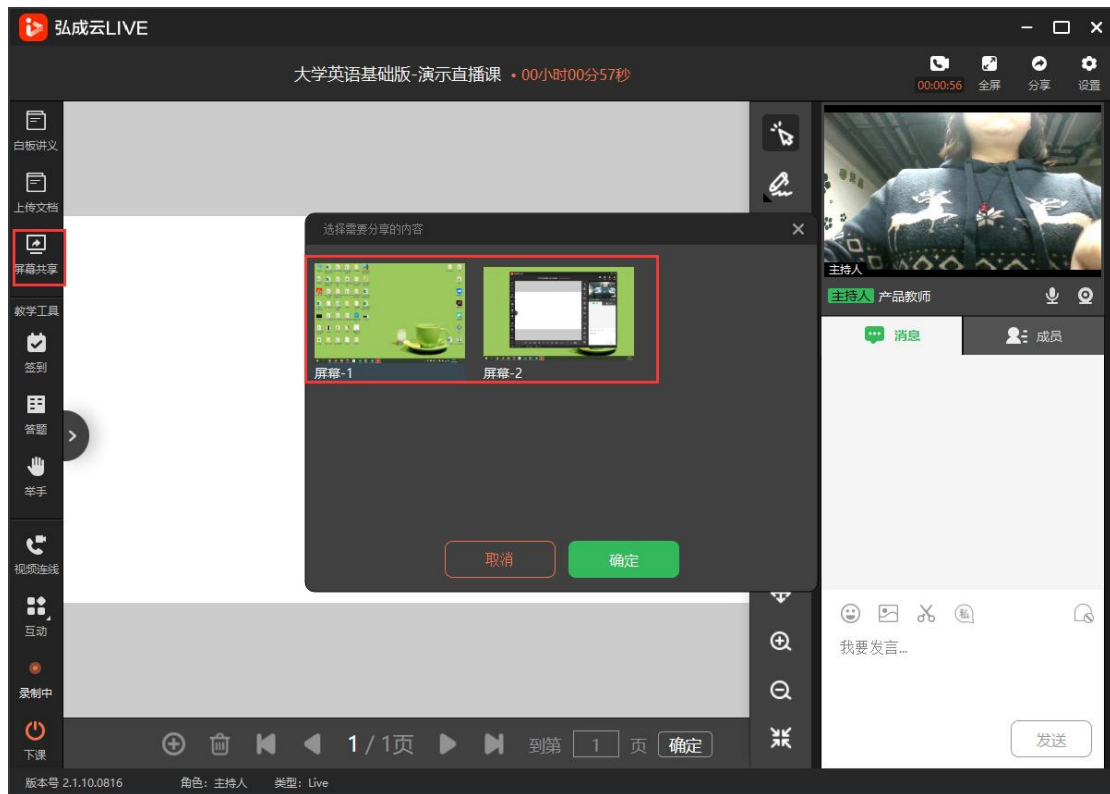 弘成云LIVE
大学英语基础版-演示直播课 • 00小时00分57秒
00:00:56 全屏 分享 设置
白板讲义
上传文档
屏幕共享
教学工具
签到
答题
举手
视频连线
互动
录制中
下课
选择需要分享的内容
屏幕-1
屏幕-2
取消
确定
1 / 1页
到第 1 页 确定
主持人
主持人 产品教师
消息
成员
私
我要发言...
发送
版本号 2.1.10.0816 角色: 主持人 类型: Live